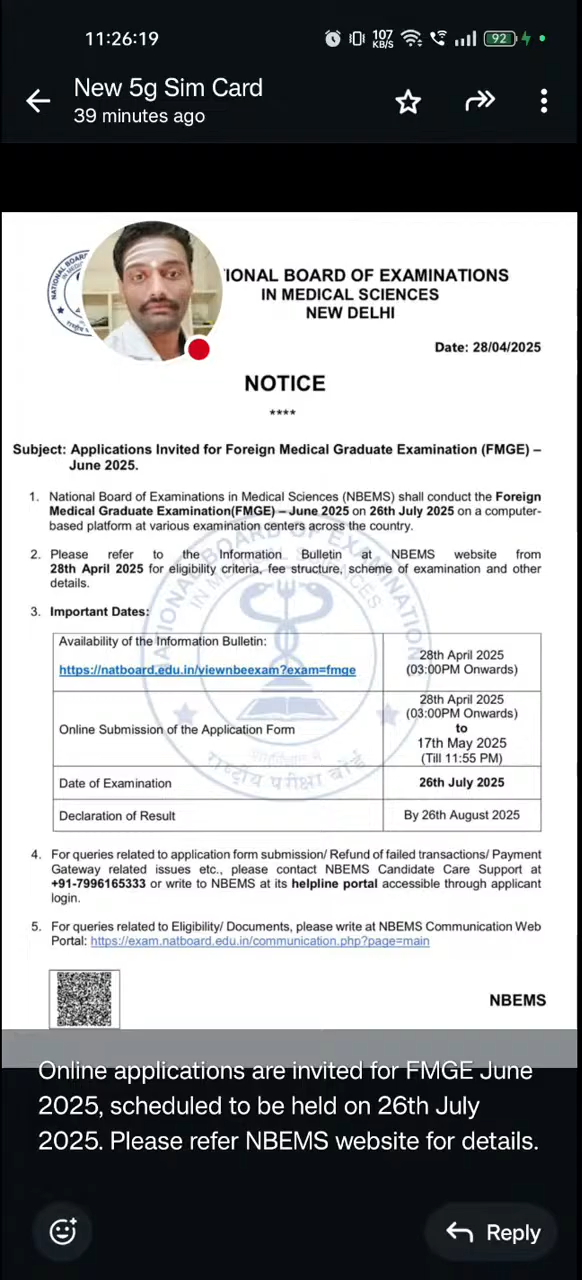 11:26:19
107
KB/S
92
New 5g Sim Card
39 minutes ago
NATIONAL BOARD
IONAL BOARD OF EXAMINATIONS
IN MEDICAL SCIENCES
NEW DELHI
Date: 28/04/2025
NOTICE
****
Subject: Applications Invited for Foreign Medical Graduate Examination (FMGE) –
June 2025.
1. National Board of Examinations in Medical Sciences (NBEMS) shall conduct the Foreign
Medical Graduate Examination(FMGE) – June 2025 on 26th July 2025 on a computer-
based platform at various examination centers across the country.
2. Please refer to the Information Bulletin at NBEMS website from
28th April 2025 for eligibility criteria, fee structure, scheme of examination and other
details.
3. Important Dates:
Availability of the Information Bulletin:
https://natboard.edu.in/viewnbeexam?exam=fmge
28th April 2025
(03:00PM Onwards)
Online Submission of the Application Form
28th April 2025
(03:00PM Onwards)
to
17th May 2025
(Till 11:55 PM)
Date of Examination
26th July 2025
Declaration of Result
By 26th August 2025
NATIONAL BOARD OF EXAMINATIONS
IN MEDICAL SCIENCES
राष्ट्रीय परीक्षा बोर्ड
4. For queries related to application form submission/ Refund of failed transactions/ Payment
Gateway related issues etc., please contact NBEMS Candidate Care Support at
+91-7996165333 or write to NBEMS at its helpline portal accessible through applicant
login.
5. For queries related to Eligibility/ Documents, please write at NBEMS Communication Web
Portal: https://exam.natboard.edu.in/communication.php?page=main
NBEMS
Online applications are invited for FMGE June
2025, scheduled to be held on 26th July
2025. Please refer NBEMS website for details.
Reply